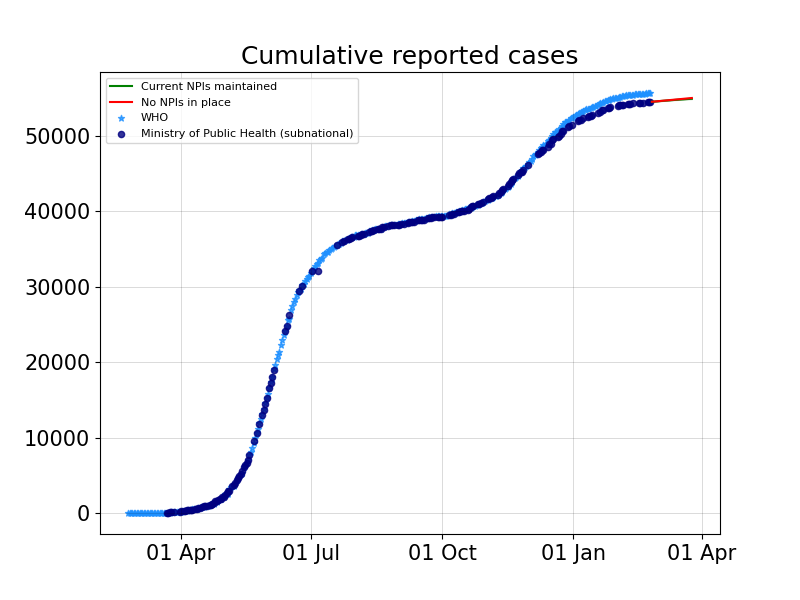 Cumulative reported cases
Current NPIs maintained
No NPIs in place
WHO
Ministry of Public Health (subnational)
50000
40000
30000
20000
10000
0
01 Apr 01 Jul 01 Oct 01 Jan 01 Apr